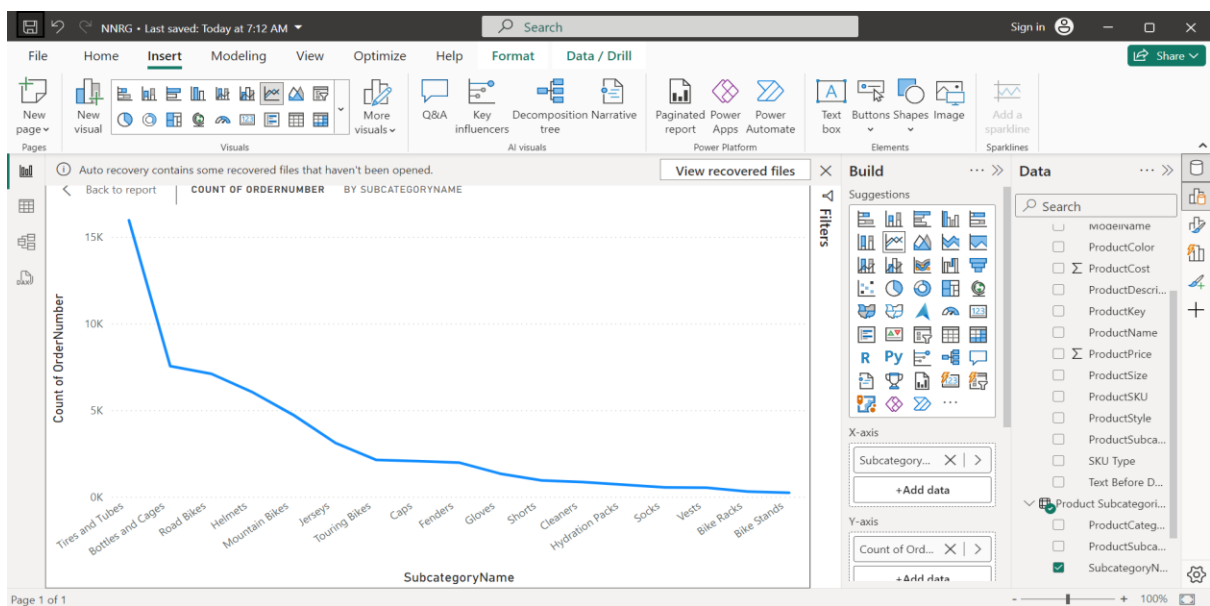 NNRG • Last saved: Today at 7:12 AM
Search
Sign in
File Home Insert Modeling View Optimize Help Format Data / Drill
Share
New page
New visual
More visuals
Q&A
Key influencers
Decomposition tree
Narrative
Paginated report
Power Apps
Power Automate
Text box
Buttons
Shapes
Image
Add a sparkline
Pages
Visuals
AI visuals
Power Platform
Elements
Sparklines
Auto recovery contains some recovered files that haven't been opened.
View recovered files
Back to report
COUNT OF ORDERNUMBER BY SUBCATEGORYNAME
Count of OrderNumber
15K
10K
5K
0K
Tires and Tubes
Bottles and Cages
Road Bikes
Helmets
Mountain Bikes
Jerseys
Touring Bikes
Caps
Fenders
Gloves
Shorts
Cleaners
Hydration Packs
Socks
Vests
Bike Racks
Bike Stands
SubcategoryName
Filters
Build
Suggestions
123
R Py
123
X-axis
Subcategory...
+Add data
Y-axis
Count of Ord...
+Add data
Data
Search
ModelName
ProductColor
ProductCost
ProductDescri...
ProductKey
ProductName
ProductPrice
ProductSize
ProductSKU
ProductStyle
ProductSubca...
SKU Type
Text Before D...
Product Subcategori...
ProductCateg...
ProductSubca...
SubcategoryN...
DAX
Page 1 of 1
100%